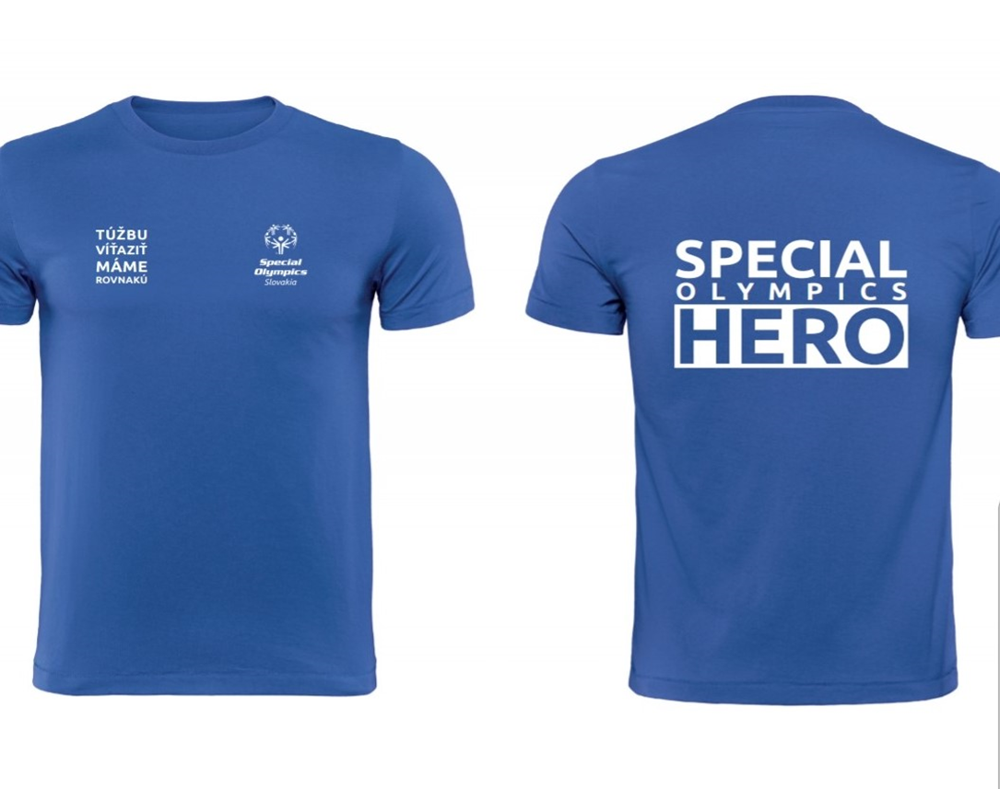 TÚŽBU
VÍŤAZIŤ
MÁME
ROVNAKÚ
Special
Olympics
Slovakia
SPECIAL
OLYMPICS
HERO